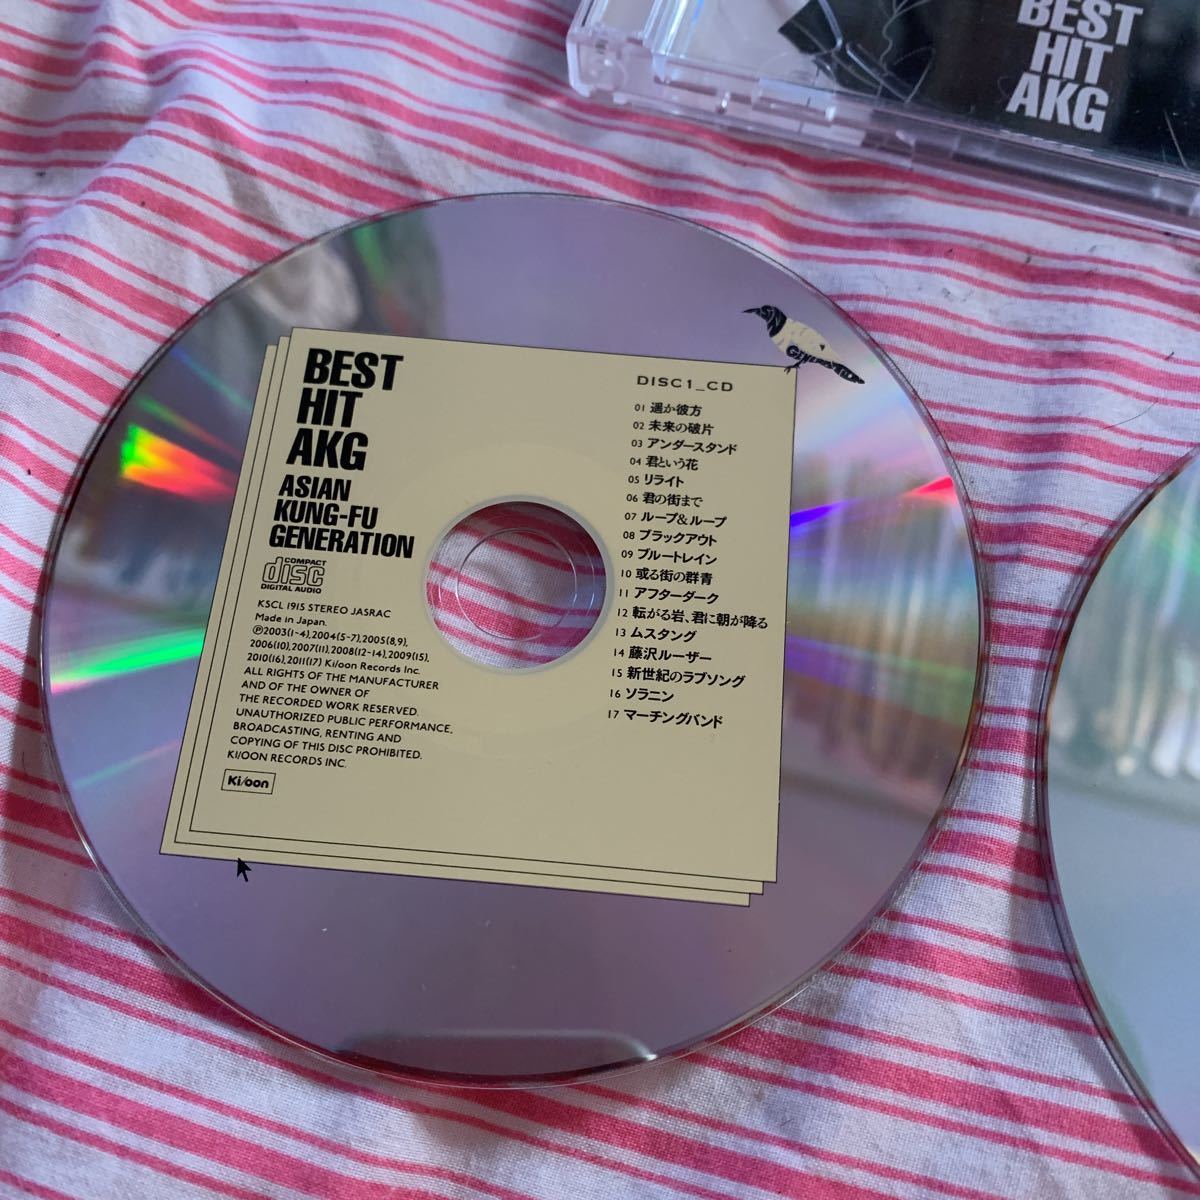 BEST
HIT
AKG
BEST
HIT
AKG
ASIAN
KUNG-FU
GENERATION
COMPACT
disc
DIGITAL AUDIO
KSCL 1915 STEREO JASRAC
Made in Japan.
Ⓟ2003(1~4),2004(5~7),2005(8,9),
2006(10),2007(11),2008(12~14),2009(15),
2010(16),2011(17) Ki/oon Records Inc.
ALL RIGHTS OF THE MANUFACTURER
AND OF THE OWNER OF
THE RECORDED WORK RESERVED.
UNAUTHORIZED PUBLIC PERFORMANCE,
BROADCASTING, RENTING AND
COPYING OF THIS DISC PROHIBITED.
KI/OON RECORDS INC.
Ki/oon
DISC1_CD
01 遥か彼方
02 未来の破片
03 アンダースタンド
04 君という花
05 リライト
06 君の街まで
07 ループ&ループ
08 ブラックアウト
09 ブルートレイン
10 或る街の群青
11 アフターダーク
12 転がる岩、君に朝が降る
13 ムスタング
14 藤沢ルーザー
15 新世紀のラブソング
16 ソラニン
17 マーチングバンド
GENERATION